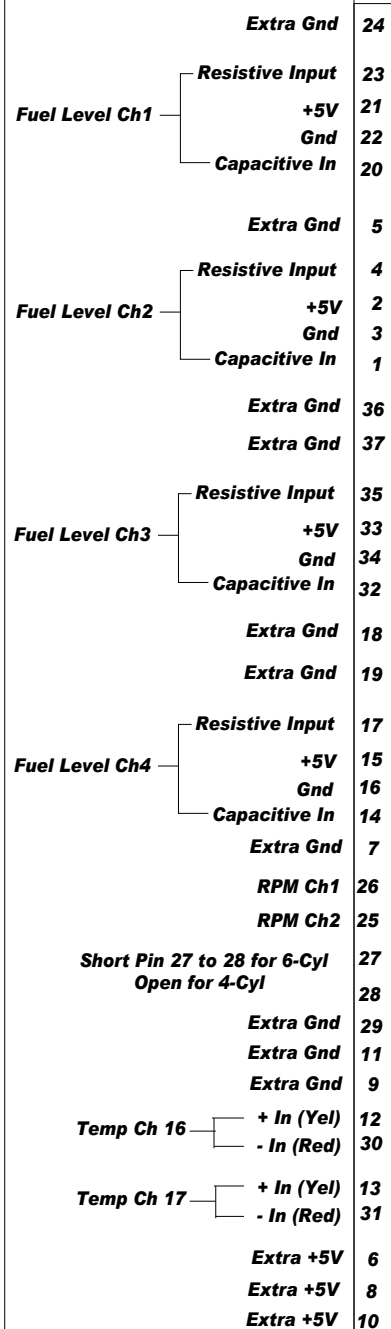 Extra Gnd 24
Resistive Input 23
Fuel Level Ch1
+5V 21
Gnd 22
Capacitive In 20
Extra Gnd 5
Resistive Input 4
Fuel Level Ch2
+5V 2
Gnd 3
Capacitive In 1
Extra Gnd 36
Extra Gnd 37
Resistive Input 35
Fuel Level Ch3
+5V 33
Gnd 34
Capacitive In 32
Extra Gnd 18
Extra Gnd 19
Resistive Input 17
Fuel Level Ch4
+5V 15
Gnd 16
Capacitive In 14
Extra Gnd 7
RPM Ch1 26
RPM Ch2 25
Short Pin 27 to 28 for 6-Cyl 27
Open for 4-Cyl
28
Extra Gnd 29
Extra Gnd 11
Extra Gnd 9
+ In (Yel) 12
Temp Ch 16
- In (Red) 30
+ In (Yel) 13
Temp Ch 17
- In (Red) 31
Extra +5V 6
Extra +5V 8
Extra +5V 10